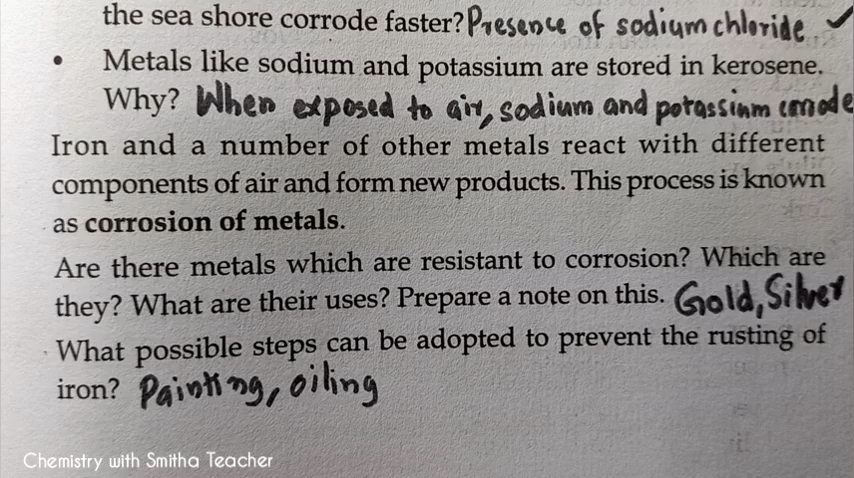 the sea shore corrode faster? Presence of sodium chloride
• Metals like sodium and potassium are stored in kerosene.
Why? When exposed to air, sodium and potassium corrode
Iron and a number of other metals react with different
components of air and form new products. This process is known
as corrosion of metals.
Are there metals which are resistant to corrosion? Which are
they? What are their uses? Prepare a note on this. Gold, Silver
What possible steps can be adopted to prevent the rusting of
iron? Painting, oiling
Chemistry with Smitha Teacher